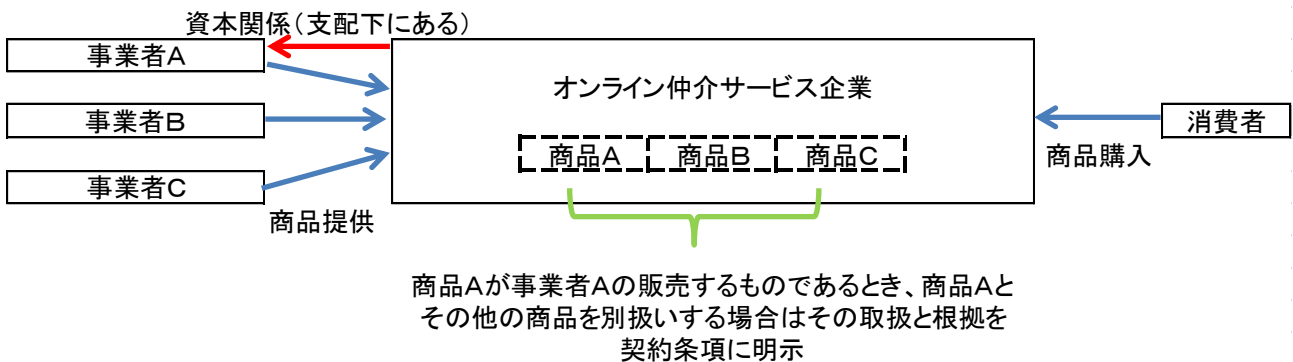 資本関係（支配下にある）
事業者Ａ
オンライン仲介サービス企業
事業者Ｂ
消費者
商品Ａ
商品Ｂ
商品Ｃ
商品購入
事業者Ｃ
商品提供
商品Ａが事業者Ａの販売するものであるとき、商品Ａと
その他の商品を別扱いする場合はその取扱と根拠を
契約条項に明示